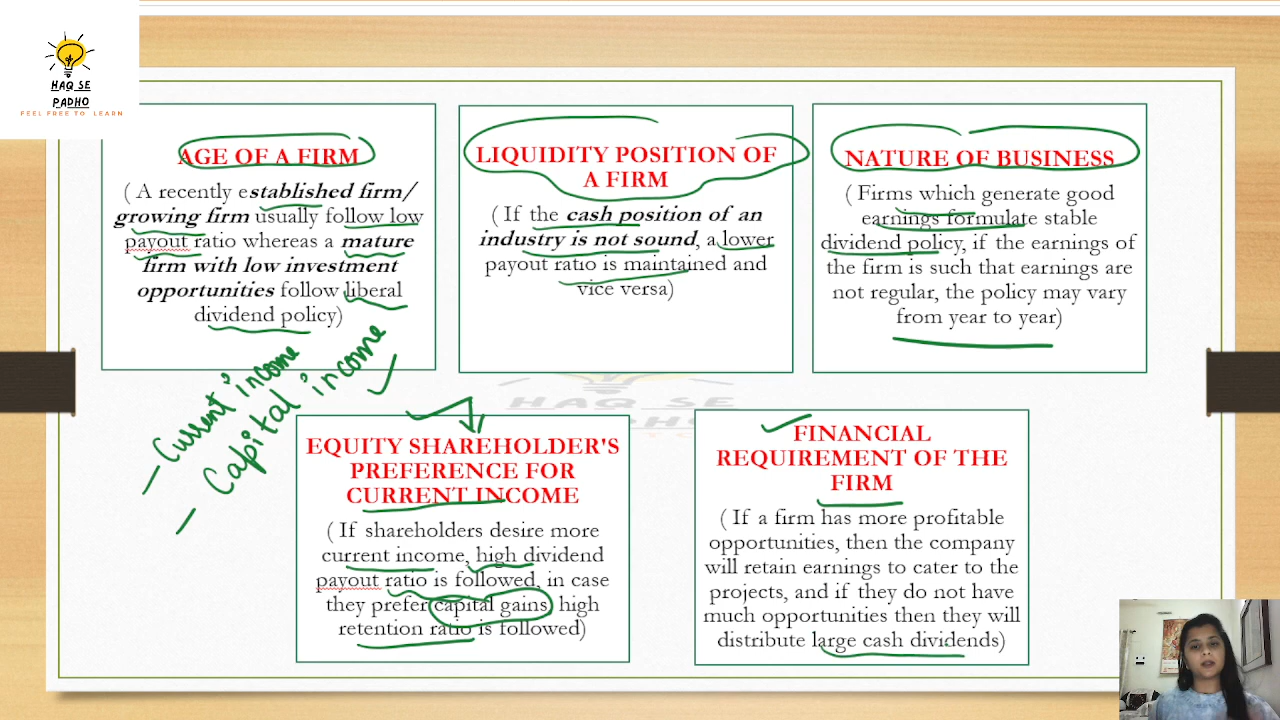 HAQ SE
PADHO
FEEL FREE TO LEARN
AGE OF A FIRM
( A recently established firm/
growing firm usually follow low
payout ratio whereas a mature
firm with low investment
opportunities follow liberal
dividend policy)
LIQUIDITY POSITION OF
A FIRM
( If the cash position of an
industry is not sound, a lower
payout ratio is maintained and
vice versa)
NATURE OF BUSINESS
( Firms which generate good
earnings formulate stable
dividend policy, if the earnings of
the firm is such that earnings are
not regular, the policy may vary
from year to year)
- Current income
- Capital income
HAQ SE
EQUITY SHAREHOLDER'S
PREFERENCE FOR
CURRENT INCOME
( If shareholders desire more
current income, high dividend
payout ratio is followed, in case
they prefer capital gains, high
retention ratio is followed)
FINANCIAL
REQUIREMENT OF THE
FIRM
( If a firm has more profitable
opportunities, then the company
will retain earnings to cater to the
projects, and if they do not have
much opportunities then they will
distribute large cash dividends)